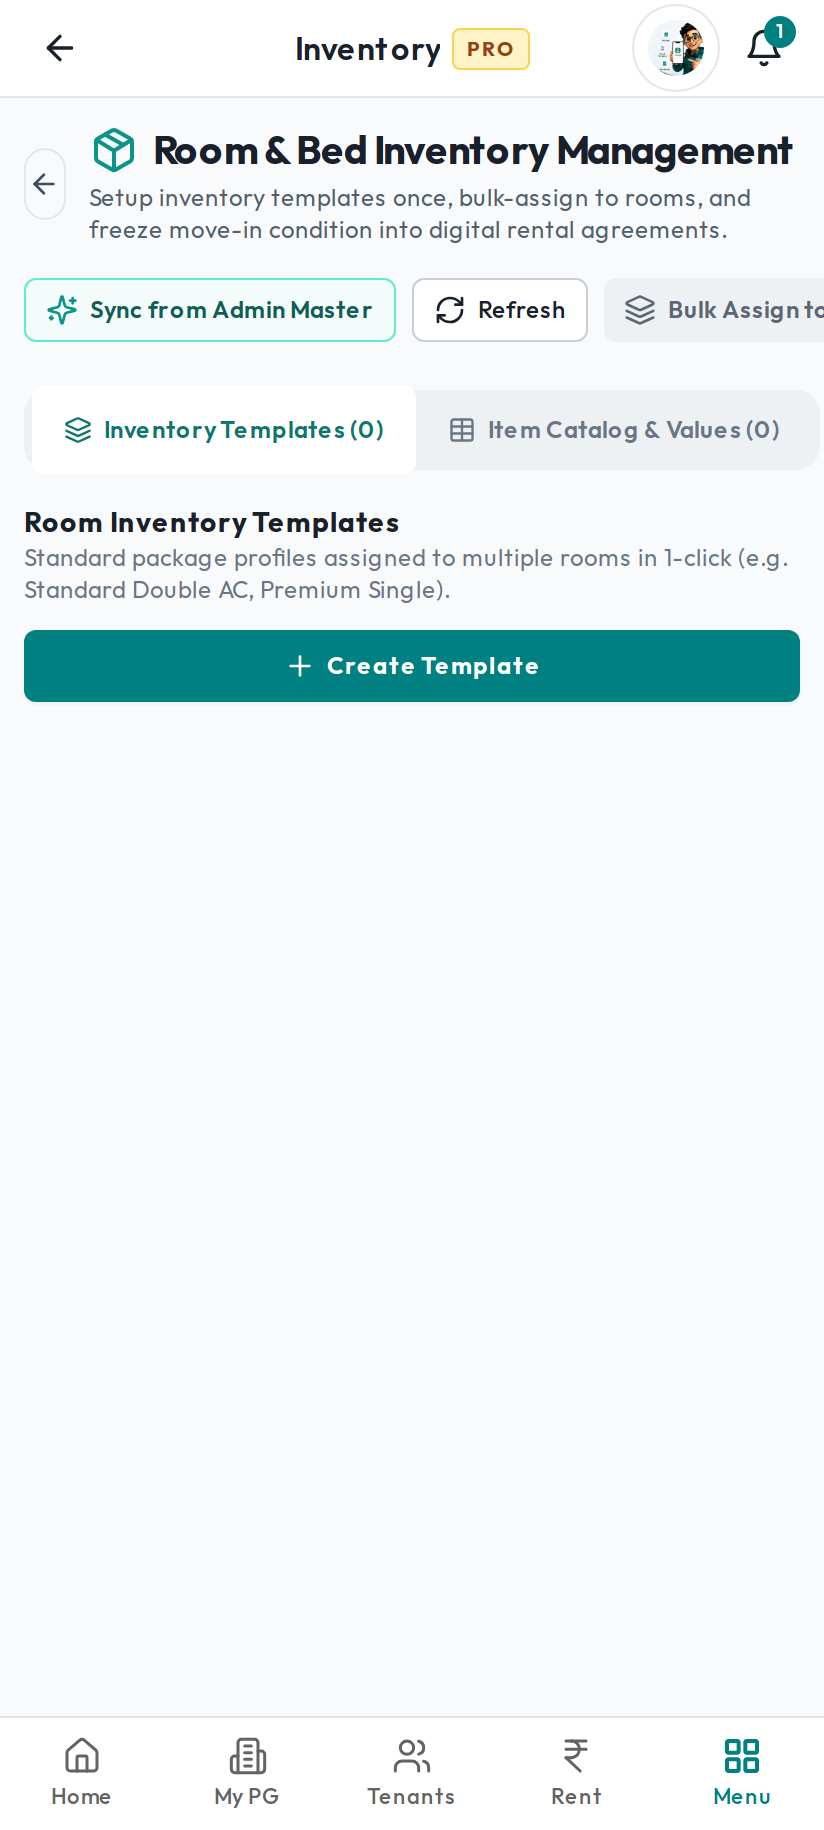 Inventory PRO
1
Room & Bed Inventory Management
Setup inventory templates once, bulk-assign to rooms, and
freeze move-in condition into digital rental agreements.
Sync from Admin Master Refresh Bulk Assign to
Inventory Templates (0) Item Catalog & Values (0)
Room Inventory Templates
Standard package profiles assigned to multiple rooms in 1-click (e.g.
Standard Double AC, Premium Single).
Create Template
Home My PG Tenants Rent Menu